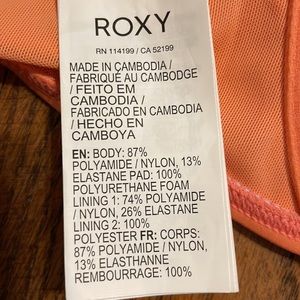 ROXY
RN 114199 / CA 52199
MADE IN CAMBODIA /
FABRIQUÉ AU CAMBODGE
/ FEITO EM
CAMBODIA /
FABRICADO EN CAMBODIA
/ HECHO EN
CAMBOYA
EN: BODY: 87%
POLYAMIDE / NYLON, 13%
ELASTANE PAD: 100%
POLYURETHANE FOAM
LINING 1: 74% POLYAMIDE
/ NYLON, 26% ELASTANE
LINING 2: 100%
POLYESTER FR: CORPS:
87% POLYAMIDE / NYLON,
13% ELASTHANNE
REMBOURRAGE: 100%